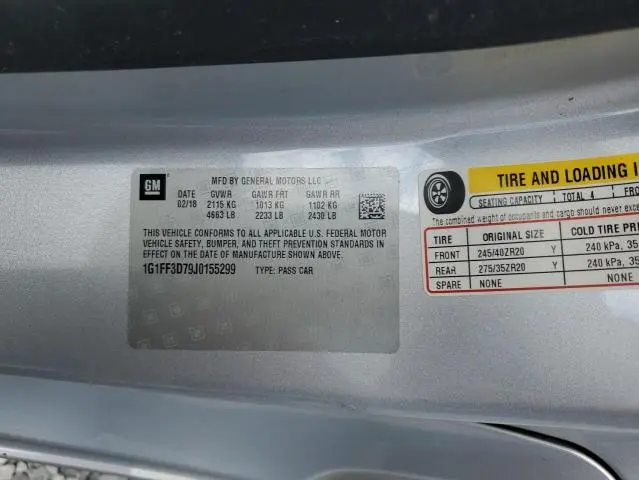 GM
MFD BY GENERAL MOTORS LLC
DATE GVWR GAWR FRT GAWR RR
02/18 2115 KG 1013 KG 1102 KG
4663 LB 2233 LB 2430 LB
THIS VEHICLE CONFORMS TO ALL APPLICABLE U.S. FEDERAL MOTOR
VEHICLE SAFETY, BUMPER, AND THEFT PREVENTION STANDARDS IN
EFFECT ON THE DATE OF MANUFACTURE SHOWN ABOVE.
1G1FF3D79J0155299 TYPE: PASS CAR
TIRE AND LOADING I
SEATING CAPACITY TOTAL 4 FRO
The combined weight of occupants and cargo should never exce
TIRE ORIGINAL SIZE COLD TIRE PRE
FRONT 245/40ZR20 Y 240 kPa, 35
REAR 275/35ZR20 Y 240 kPa, 35
SPARE NONE NONE